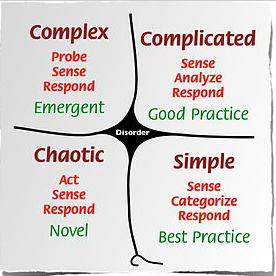 Complex
Probe
Sense
Respond
Emergent
Complicated
Sense
Analyze
Respond
Good Practice
Disorder
Chaotic
Act
Sense
Respond
Novel
Simple
Sense
Categorize
Respond
Best Practice